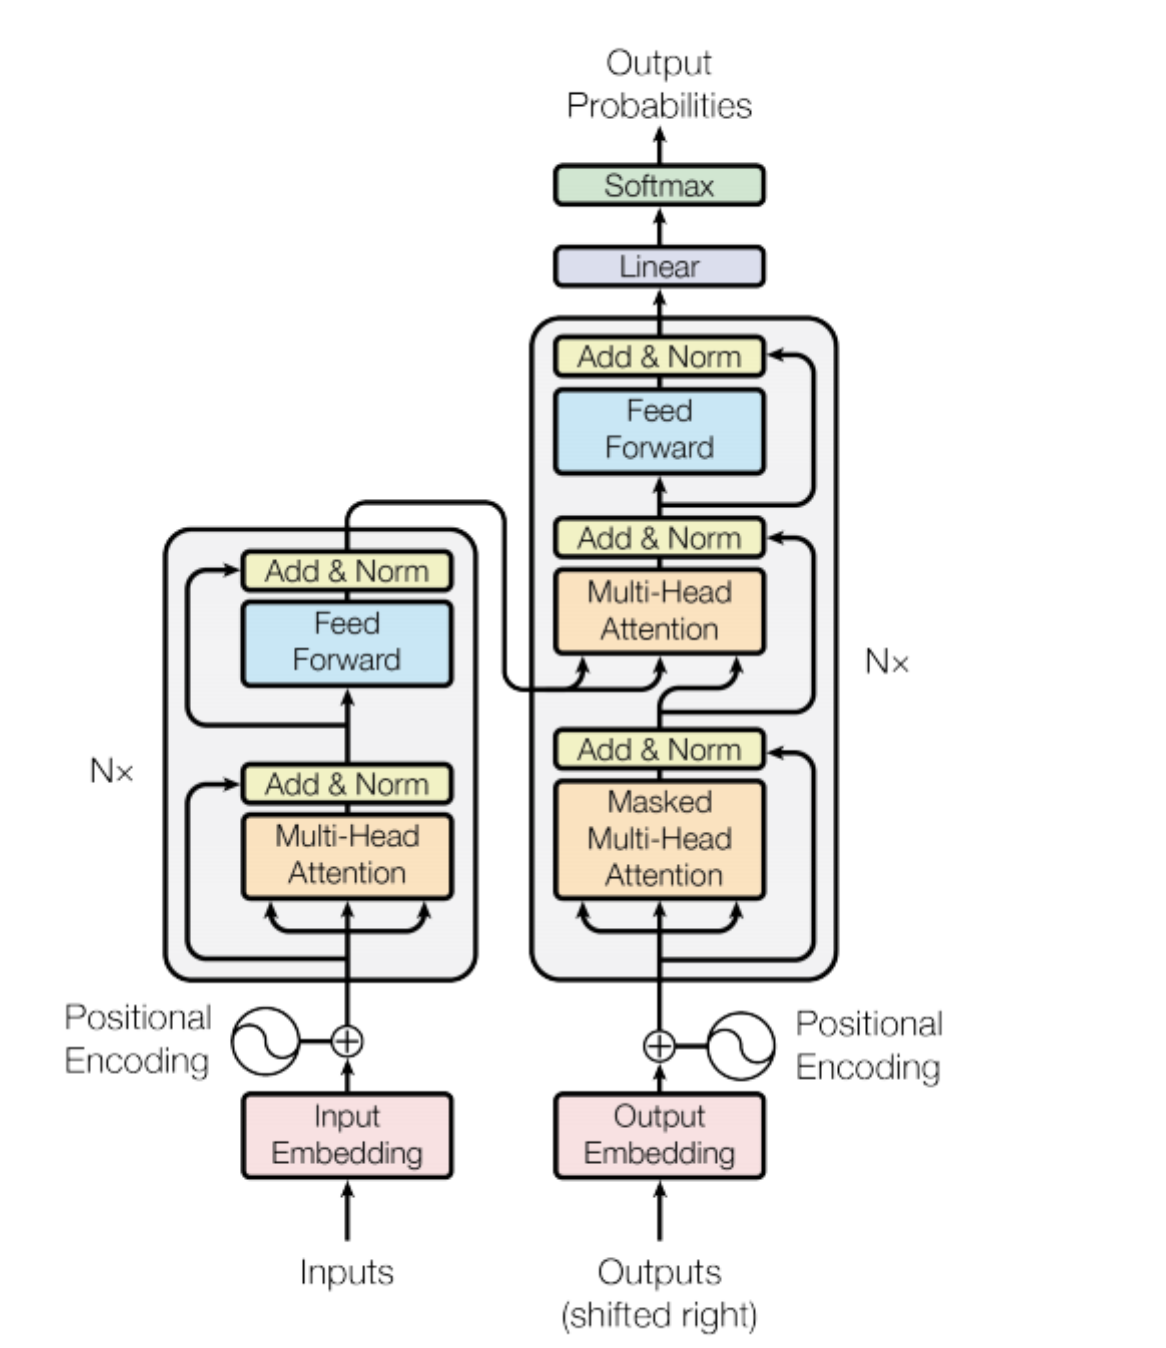 Output
Probabilities
Softmax
Linear
Add & Norm
Feed
Forward
Add & Norm
Multi-Head
Attention
Add & Norm
Masked
Multi-Head
Attention
Nx
Positional
Encoding
Output
Embedding
Outputs
(shifted right)
Add & Norm
Feed
Forward
Add & Norm
Multi-Head
Attention
Nx
Positional
Encoding
Input
Embedding
Inputs